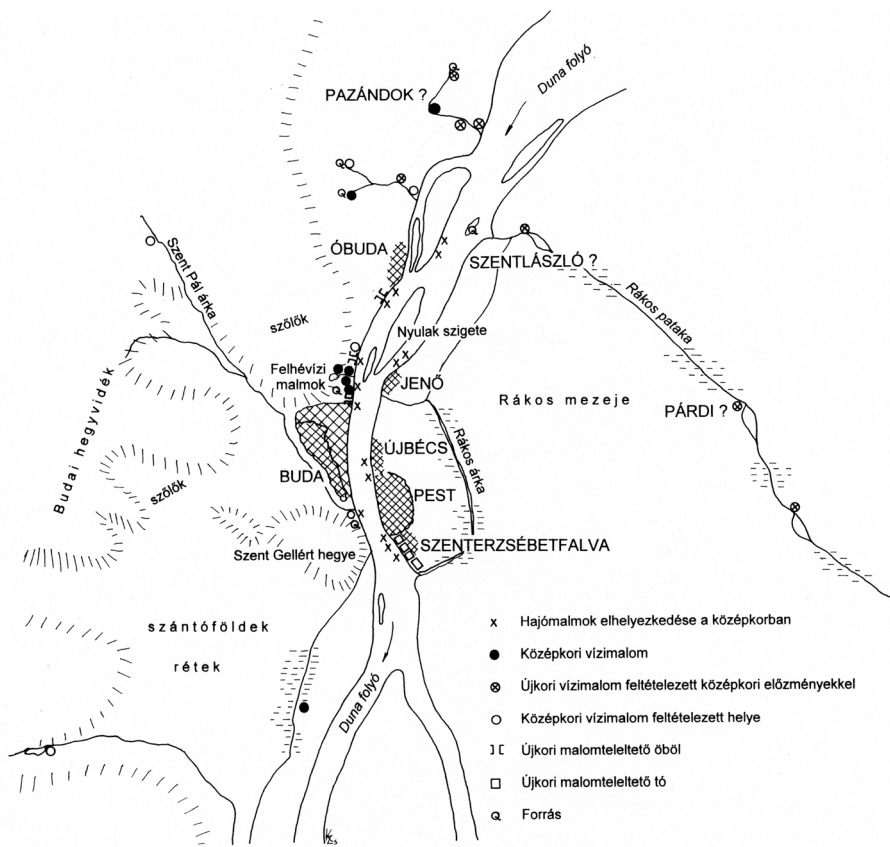 Duna folyó
PAZÁNDOK ?
ÓBUDA
SZENTLÁSZLÓ ?
Szent Pál árka
Rákos pataka
szőlők
Nyulak szigete
Felhévízi
malmok
JENŐ
Rákos mezeje
PÁRDI ?
Budai hegyvidék
ÚJBÉCS
Rákos árka
BUDA
PEST
szőlők
SZENTERZSÉBETFALVA
Szent Gellért hegye
szántóföldek
rétek
Duna folyó
x Hajómalmok elhelyezkedése a középkorban
Középkori vízimalom
Újkori vízimalom feltételezett középkori előzményekkel
Középkori vízimalom feltételezett helye
Újkori malomteleltető öböl
Újkori malomteleltető tó
Forrás